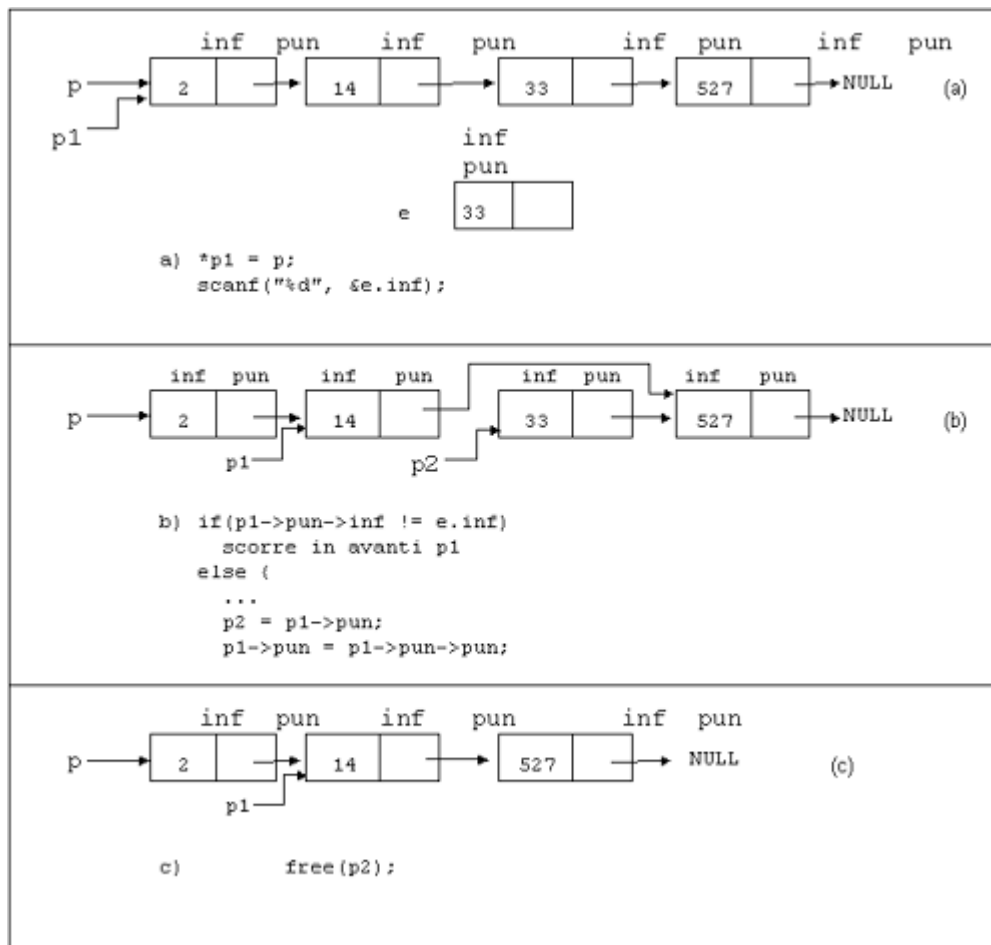 inf pun inf pun inf pun inf pun
p 2 14 33 527 NULL (a)
p1
inf
pun
e 33
a) *p1 = p;
scanf("%d", &e.inf);
inf pun inf pun inf pun inf pun
p 2 14 33 527 NULL (b)
p1 p2
b) if(p1->pun->inf != e.inf)
scorre in avanti p1
else {
...
p2 = p1->pun;
p1->pun = p1->pun->pun;
inf pun inf pun inf pun
p 2 14 527 NULL (c)
p1
c) free(p2);